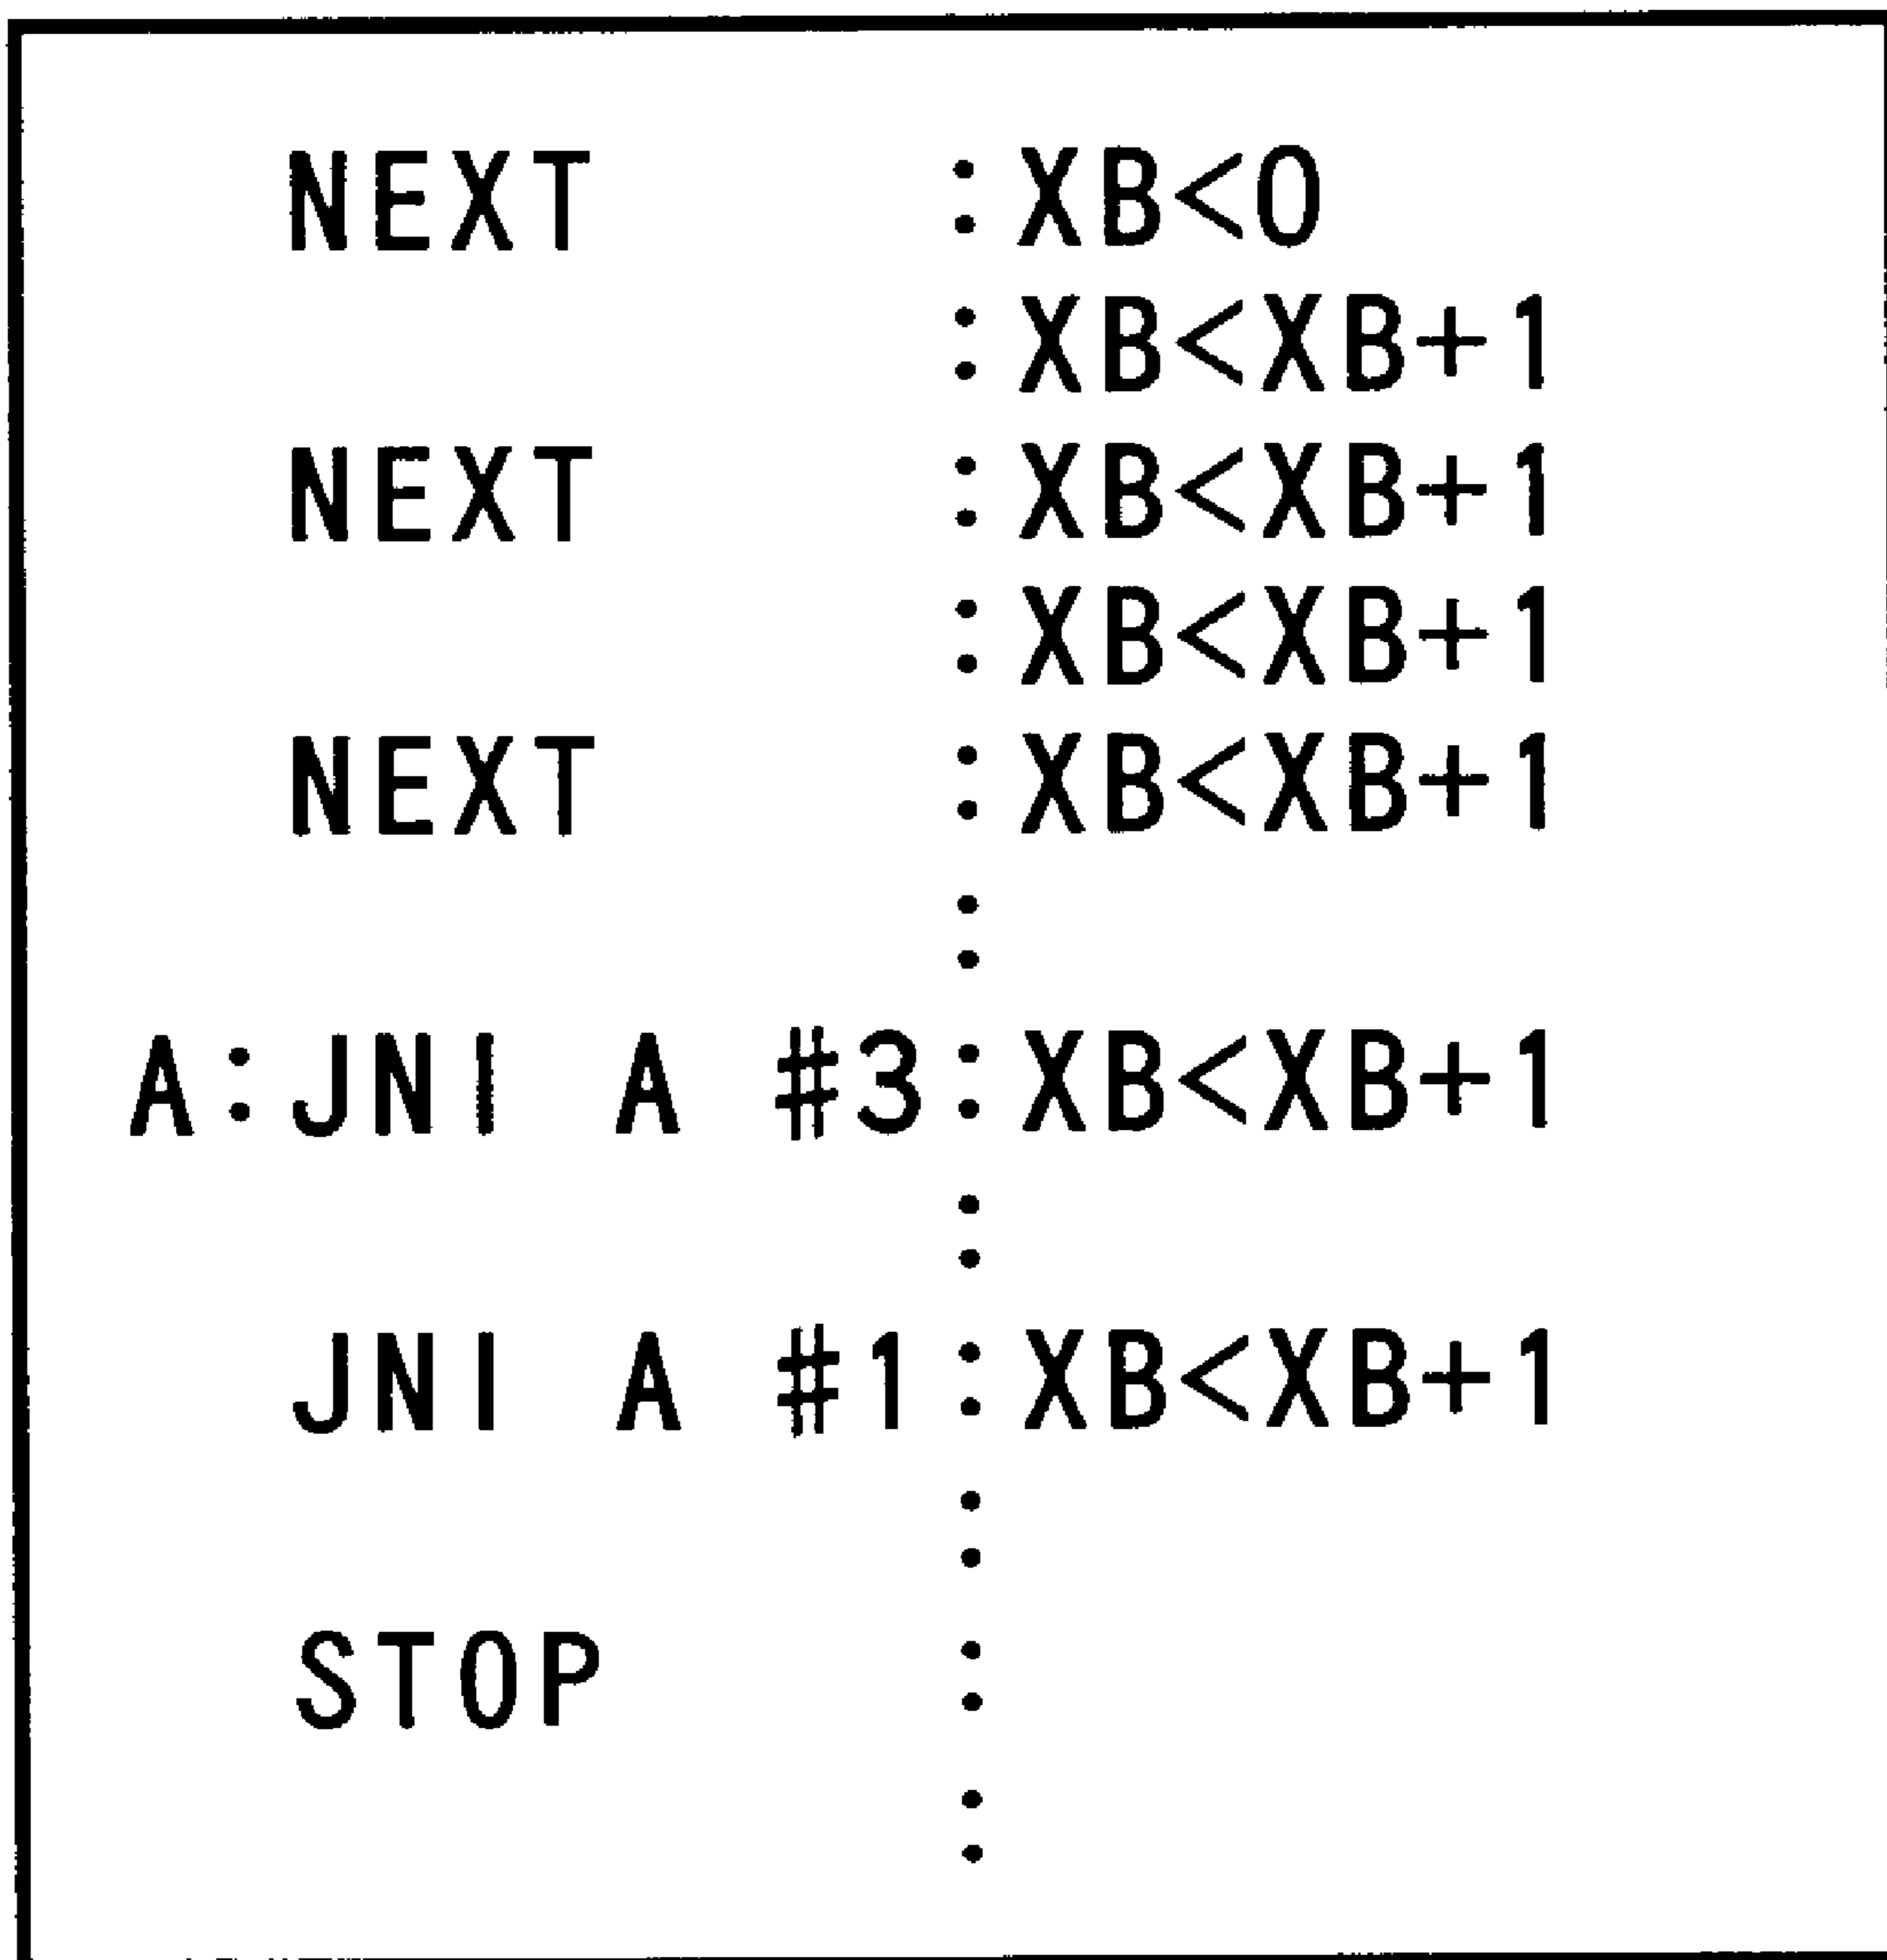 NEXT :XB<0
:XB<XB+1
NEXT :XB<XB+1
:XB<XB+1
NEXT :XB<XB+1
:
A:JNI A #3:XB<XB+1
:
JNI A #1:XB<XB+1
:
STOP :
: